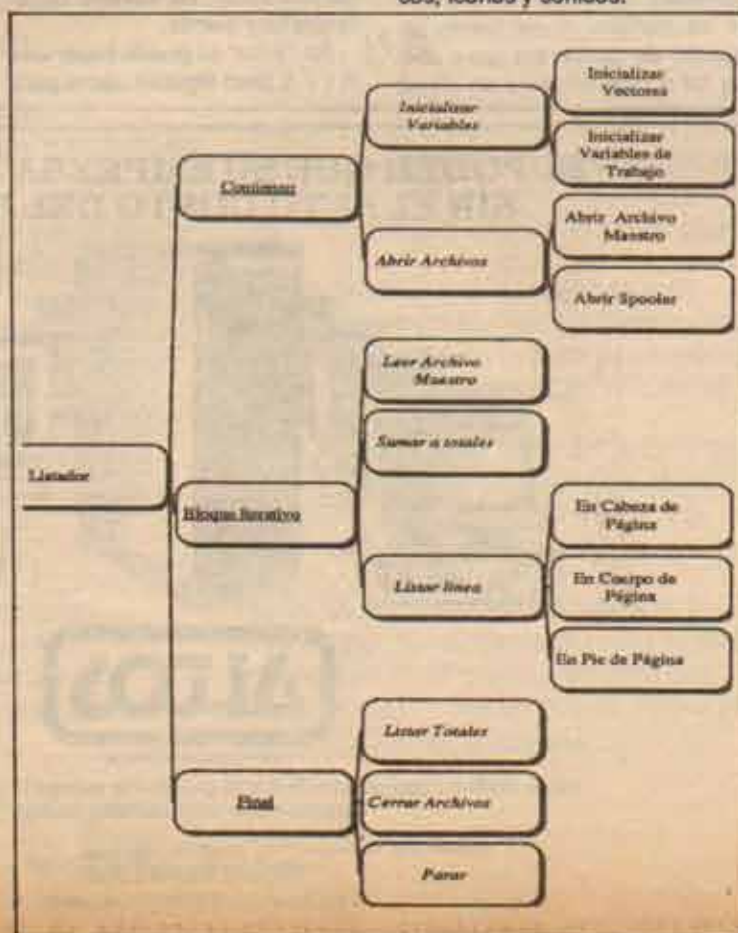 Inicializar
Vectores
Inicializar
Variables
Inicializar
Variables de
Trabajo
Comienzo
Abrir Archivo
Maestro
Abrir Archivos
Abrir Spooler
Leer Archivo
Maestro
Sumar a totales
Listador
Bloque Iterativo
En Cabeza de
Página
Listar línea
En Cuerpo de
Página
En Pie de Página
Listar Totales
Final
Cerrar Archivos
Parar